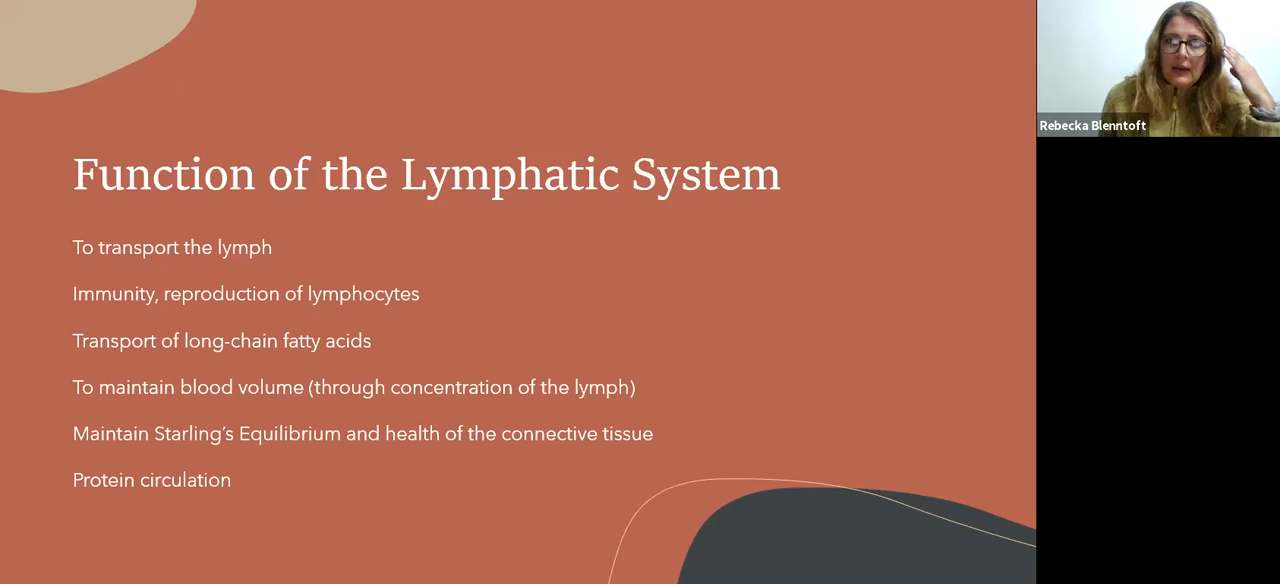 Function of the Lymphatic System
To transport the lymph
Immunity, reproduction of lymphocytes
Transport of long-chain fatty acids
To maintain blood volume (through concentration of the lymph)
Maintain Starling's Equilibrium and health of the connective tissue
Protein circulation
Rebecka Blenntoft